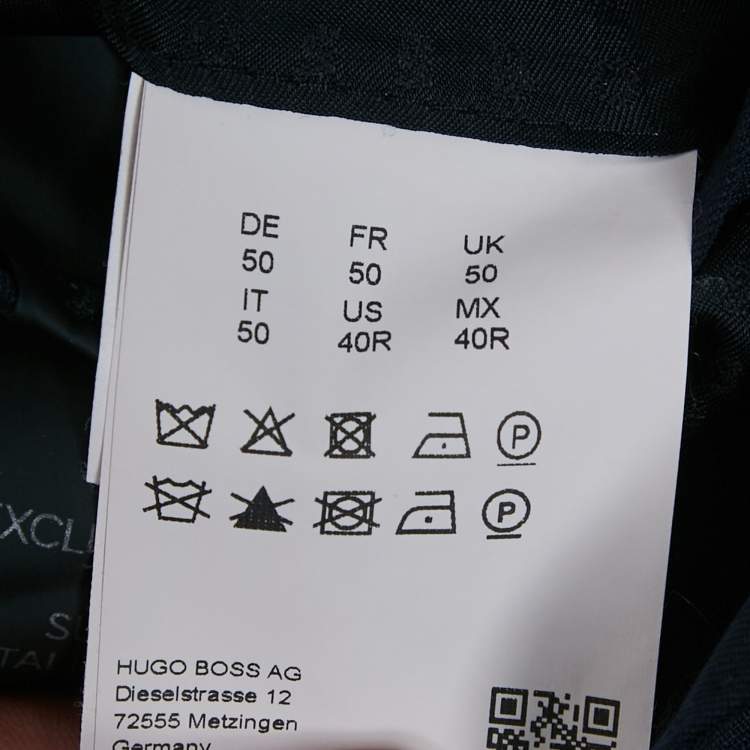 DE FR UK
50 50 50
IT US MX
50 40R 40R
P
P
HUGO BOSS AG
Dieselstrasse 12
72555 Metzingen
Germany